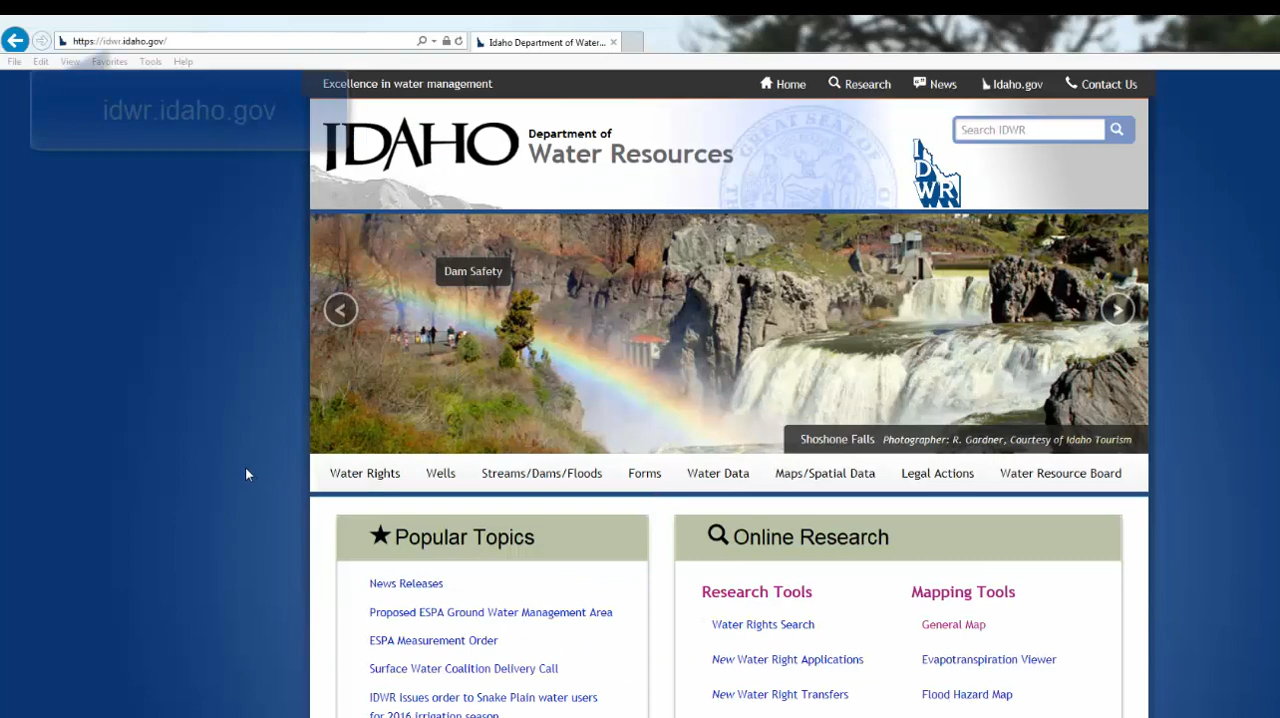 https://idwr.idaho.gov/
Idaho Department of Water...
File Edit View Favorites Tools Help
idwr.idaho.gov
Excellence in water management
Home Research News Idaho.gov Contact Us
IDAHO Department of
Water Resources
Search IDWR
IDWR
GREAT SEAL OF
Dam Safety
Shoshone Falls Photographer: R. Gardner, Courtesy of Idaho Tourism
Water Rights Wells Streams/Dams/Floods Forms Water Data Maps/Spatial Data Legal Actions Water Resource Board
Popular Topics
News Releases
Proposed ESPA Ground Water Management Area
ESPA Measurement Order
Surface Water Coalition Delivery Call
IDWR issues order to Snake Plain water users
for 2016 irrigation season
Online Research
Research Tools
Water Rights Search
New Water Right Applications
New Water Right Transfers
Mapping Tools
General Map
Evapotranspiration Viewer
Flood Hazard Map